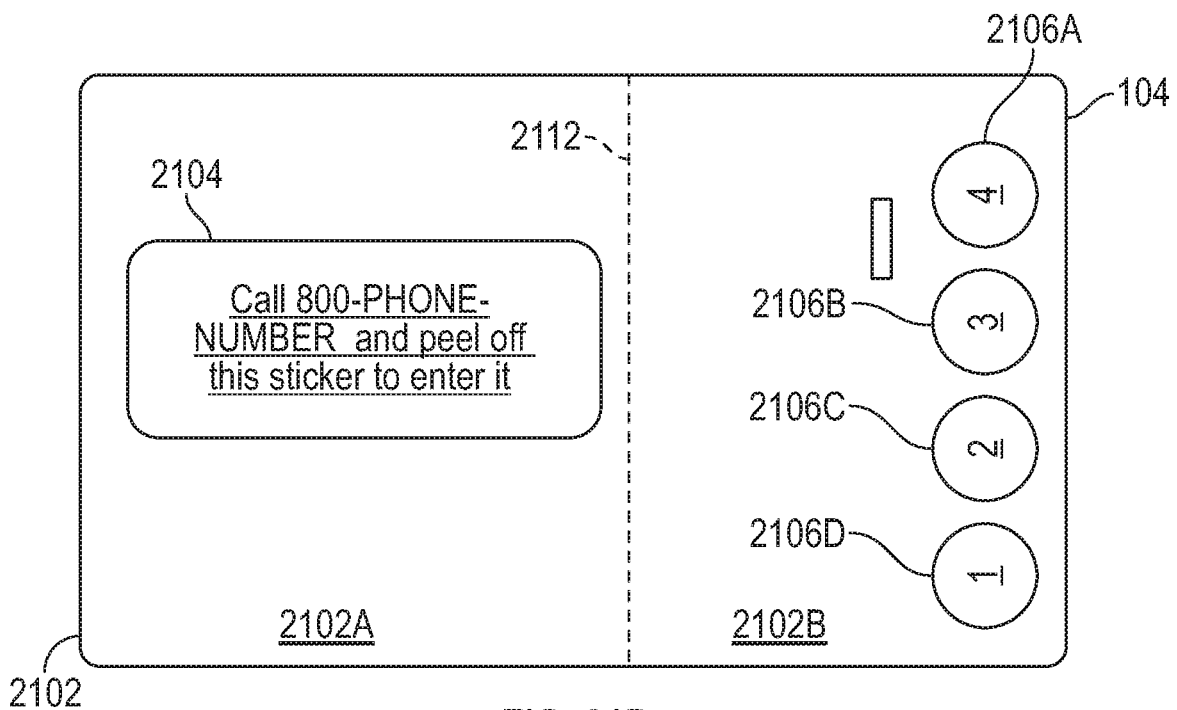 2106A
104
2112
2104
4
Call 800-PHONE-
NUMBER and peel off
this sticker to enter it
2106B
3
2106C
2
2106D
1
2102A
2102B
2102